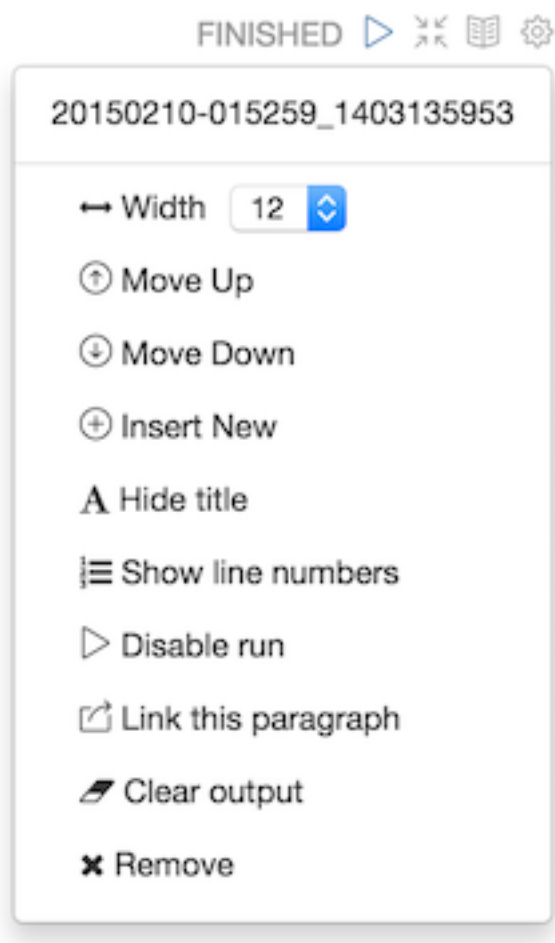 FINISHED
20150210-015259_1403135953
Width 12
Move Up
Move Down
Insert New
Hide title
Show line numbers
Disable run
Link this paragraph
Clear output
Remove